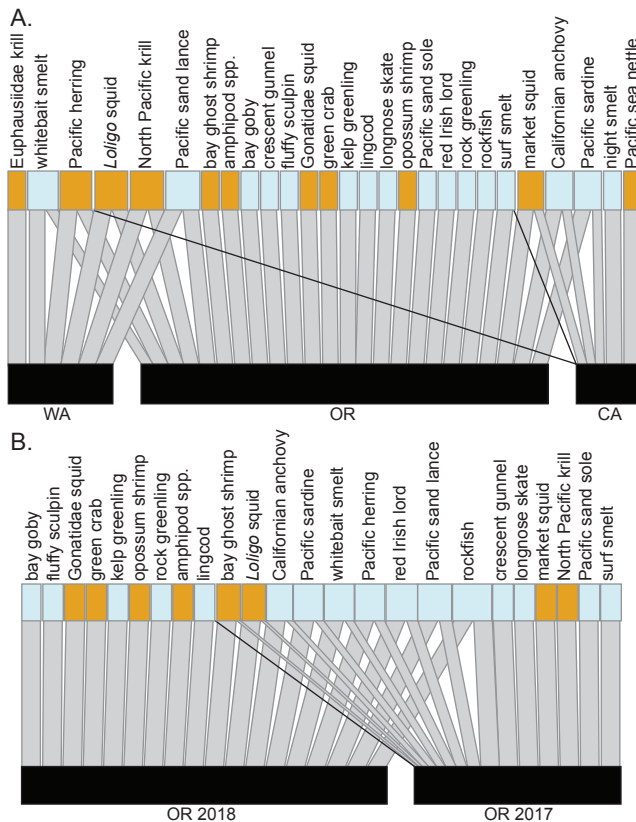 A.
Euphausiidae krill
whitebait smelt
Pacific herring
Loligo squid
North Pacific krill
Pacific sand lance
bay ghost shrimp
amphipod spp.
bay goby
crescent gunnel
fluffy sculpin
Gonatidae squid
green crab
kelp greenling
lingcod
longnose skate
opossum shrimp
Pacific sand sole
red Irish lord
rock greenling
rockfish
surf smelt
market squid
Californian anchovy
Pacific sardine
night smelt
Pacific sea nettle
WA
OR
CA
B.
bay goby
fluffy sculpin
Gonatidae squid
green crab
kelp greenling
opossum shrimp
rock greenling
amphipod spp.
lingcod
bay ghost shrimp
Loligo squid
Californian anchovy
Pacific sardine
whitebait smelt
Pacific herring
red Irish lord
Pacific sand lance
rockfish
crescent gunnel
longnose skate
market squid
North Pacific krill
Pacific sand sole
surf smelt
OR 2018
OR 2017